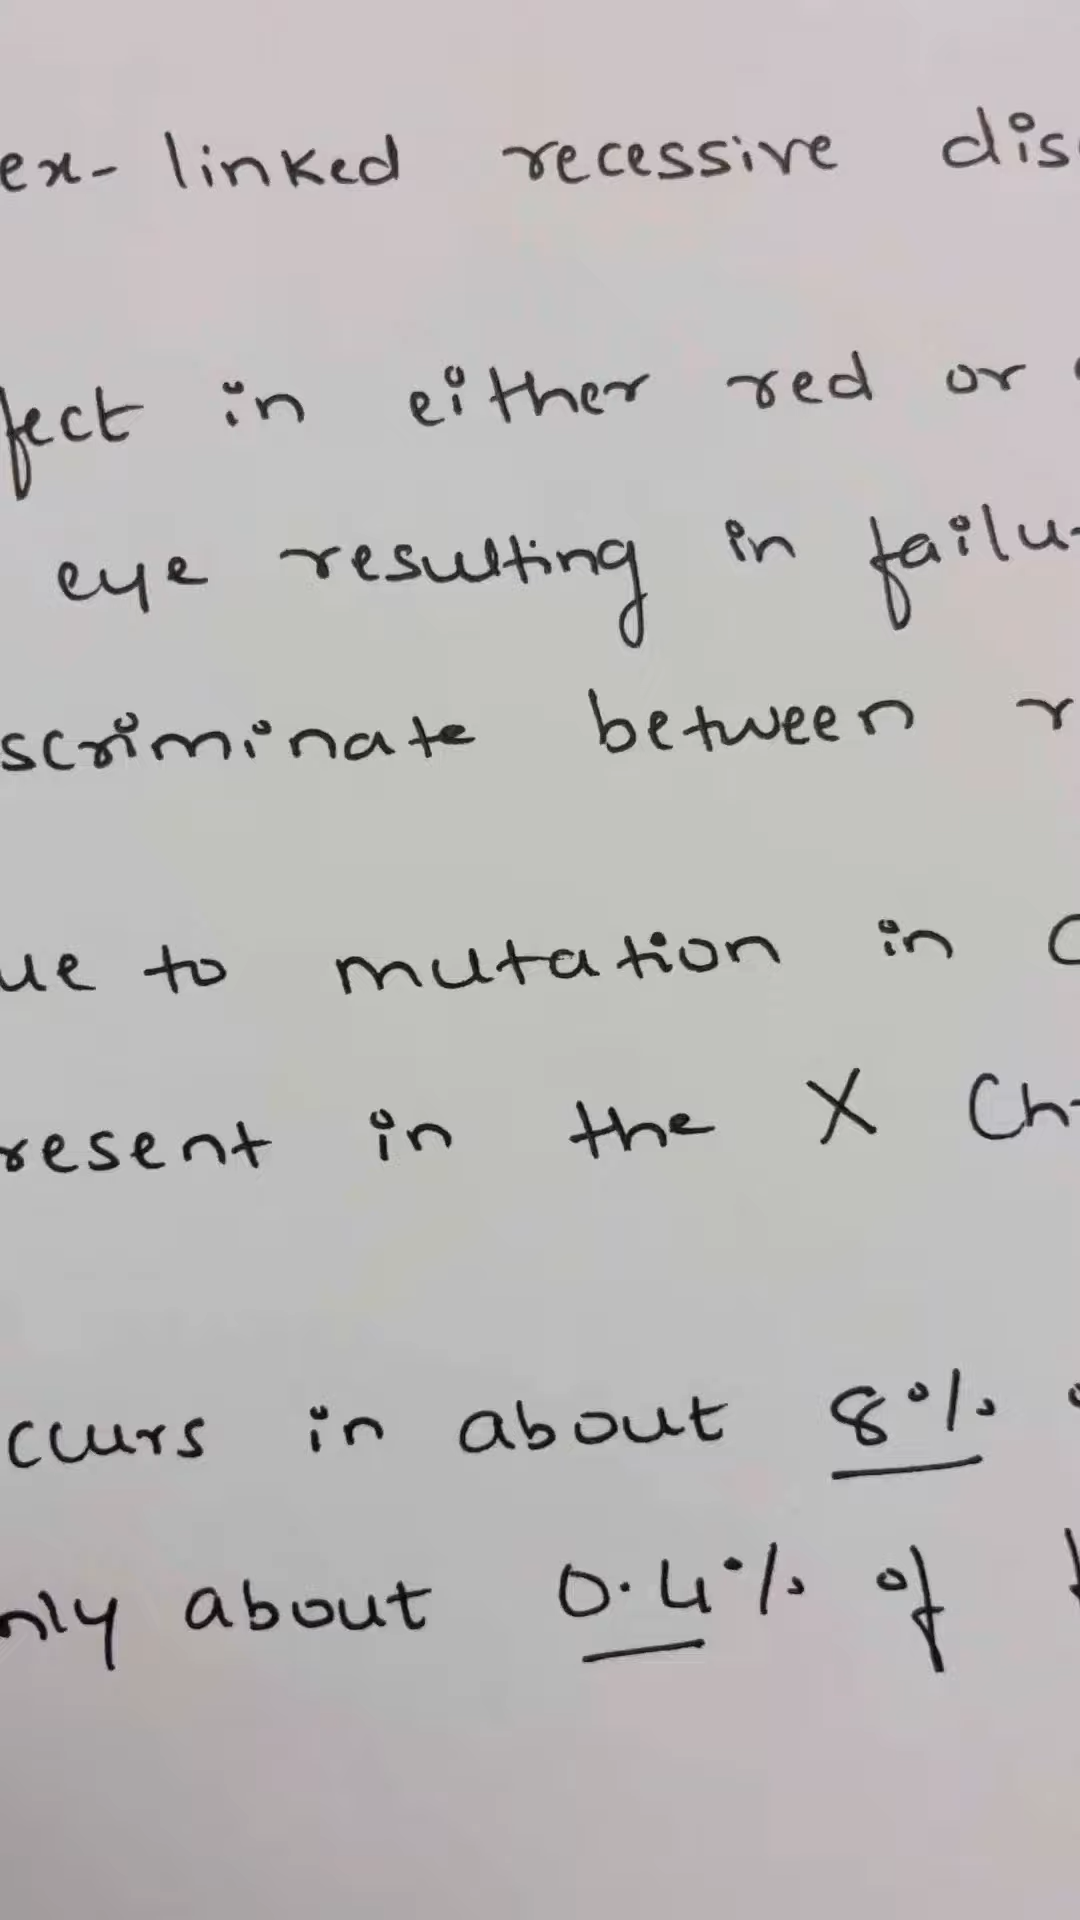 ex-linked recessive dis
fect in either red or
eye resulting in failu
scriminate between r
ue to mutation in C
resent in the X Ch
ccurs in about 8%
nly about 0.4% of